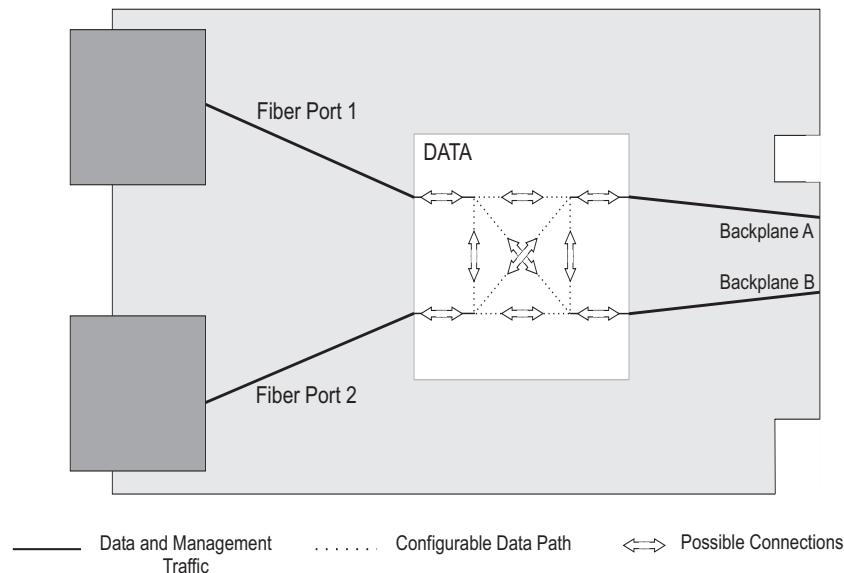 Fiber Port 1
DATA
Backplane A
Backplane B
Fiber Port 2
Data and Management
Traffic
Configurable Data Path
Possible Connections